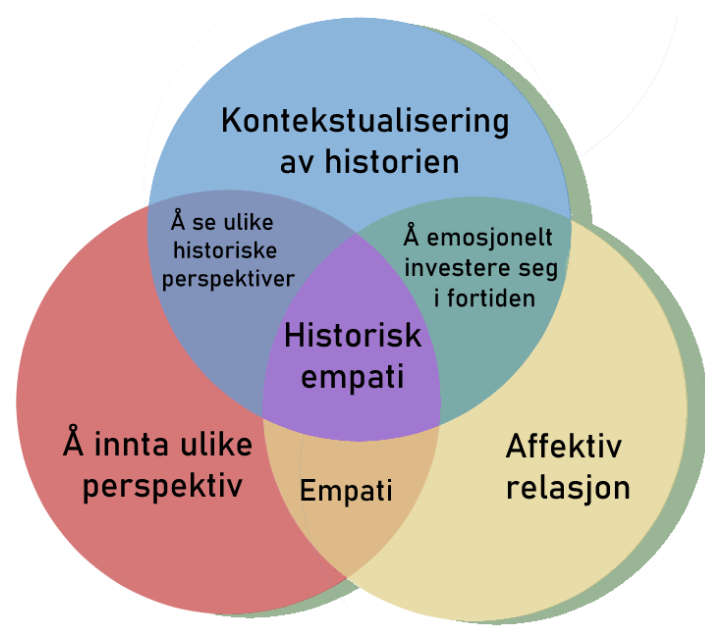 Kontekstualisering
av historien
Å se ulike
historiske
perspektiver
Å emosjonelt
investere seg
i fortiden
Historisk
empati
Å innta ulike
perspektiv
Empati
Affektiv
relasjon